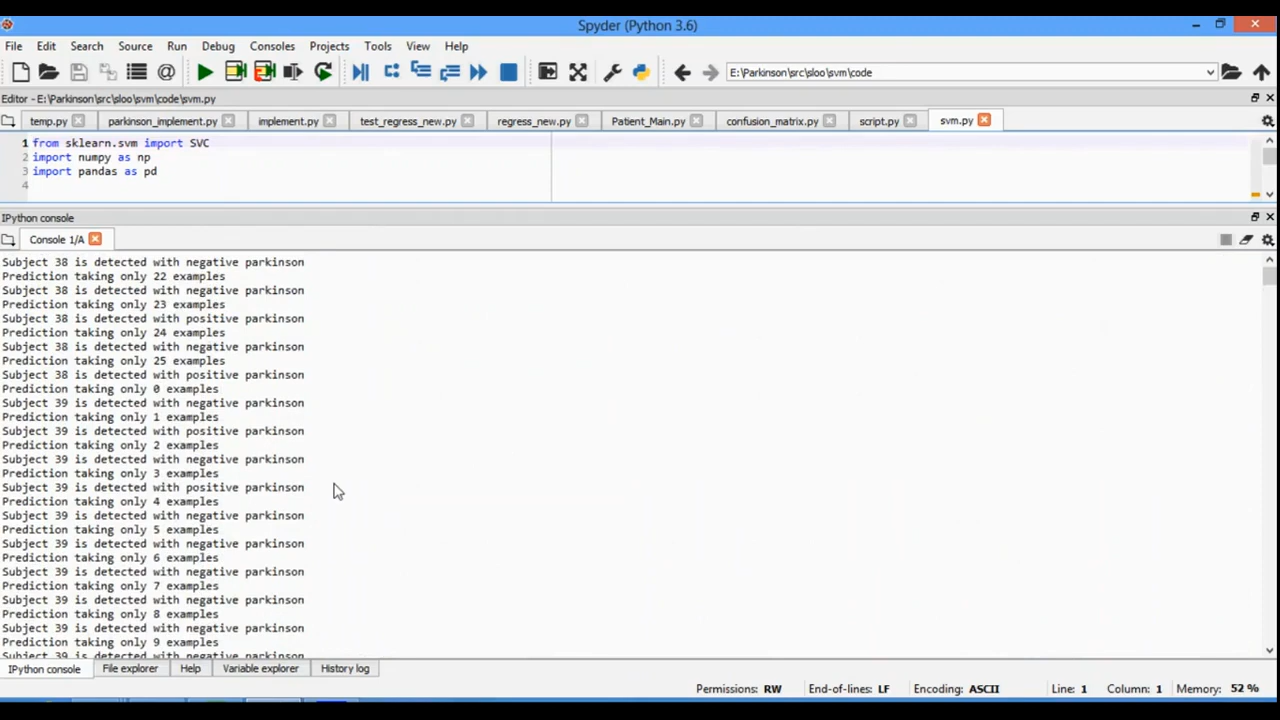 Spyder (Python 3.6)
File Edit Search Source Run Debug Consoles Projects Tools View Help
E:\Parkinson\src\sloo\svm\code
Editor - E:\Parkinson\src\sloo\svm\code\svm.py
temp.py parkinson_implement.py implement.py test_regress_new.py regress_new.py Patient_Main.py confusion_matrix.py script.py svm.py
1 from sklearn.svm import SVC
2 import numpy as np
3 import pandas as pd
4
IPython console
Console 1/A
Subject 38 is detected with negative parkinson
Prediction taking only 22 examples
Subject 38 is detected with negative parkinson
Prediction taking only 23 examples
Subject 38 is detected with positive parkinson
Prediction taking only 24 examples
Subject 38 is detected with negative parkinson
Prediction taking only 25 examples
Subject 38 is detected with positive parkinson
Prediction taking only 0 examples
Subject 39 is detected with negative parkinson
Prediction taking only 1 examples
Subject 39 is detected with positive parkinson
Prediction taking only 2 examples
Subject 39 is detected with negative parkinson
Prediction taking only 3 examples
Subject 39 is detected with positive parkinson
Prediction taking only 4 examples
Subject 39 is detected with negative parkinson
Prediction taking only 5 examples
Subject 39 is detected with negative parkinson
Prediction taking only 6 examples
Subject 39 is detected with negative parkinson
Prediction taking only 7 examples
Subject 39 is detected with negative parkinson
Prediction taking only 8 examples
Subject 39 is detected with negative parkinson
Prediction taking only 9 examples
Subject 39 is detected with negative parkinson
IPython console File explorer Help Variable explorer History log
Permissions: RW End-of-lines: LF Encoding: ASCII Line: 1 Column: 1 Memory: 52 %